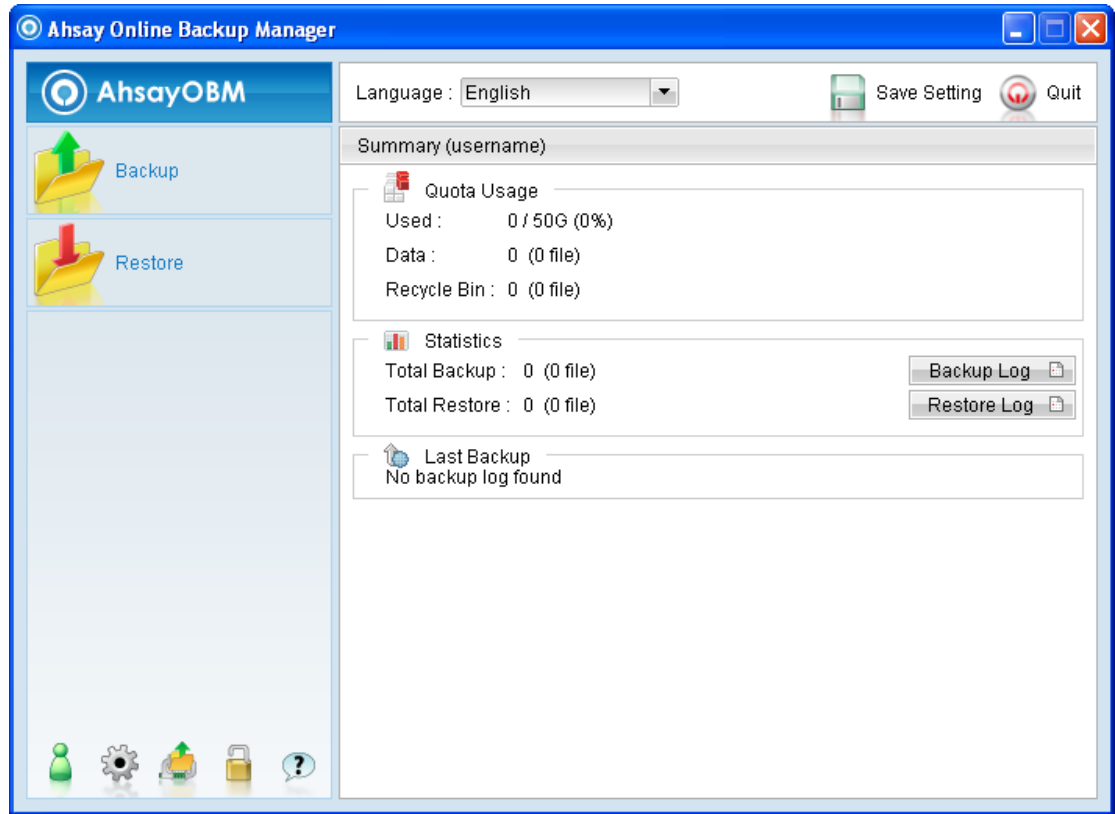 Ahsay Online Backup Manager
AhsayOBM
Language : English
Save Setting
Quit
Backup
Restore
Summary (username)
Quota Usage
Used : 0 / 50G (0%)
Data : 0 (0 file)
Recycle Bin : 0 (0 file)
Statistics
Total Backup : 0 (0 file)
Backup Log
Total Restore : 0 (0 file)
Restore Log
Last Backup
No backup log found
?